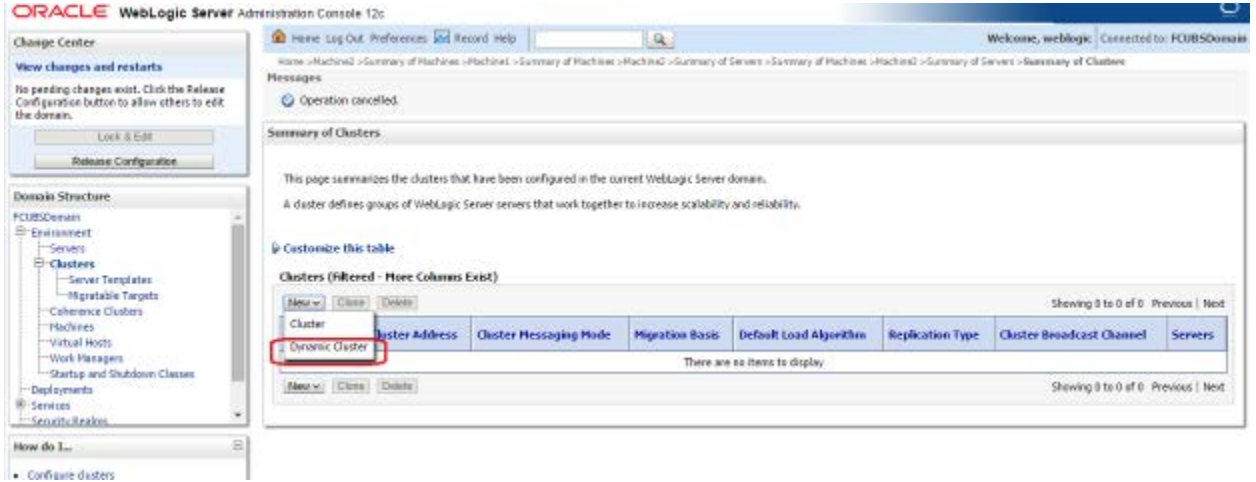 ORACLE WebLogic Server Administration Console 12c
Change Center
View changes and restarts
No pending changes exist. Click the Release
Configuration button to allow others to edit
the domain.
Lock & Edit
Release Configuration
Domain Structure
FCUBSDomain
Environment
Servers
Clusters
Server Templates
Migratable Targets
Coherence Clusters
Machines
Virtual Hosts
Work Managers
Startup and Shutdown Classes
Deployments
Services
Security Realms
How do I...
Configure clusters
Home Log Out Preferences Record Help
Welcome, weblogic Connected to: FCUBSDomain
Home >Machine2 >Summary of Machines >Machine1 >Summary of Machines >Machine2 >Summary of Servers >Summary of Machines >Machine2 >Summary of Servers >Summary of Clusters
Messages
Operation cancelled.
Summary of Clusters
This page summarizes the clusters that have been configured in the current WebLogic Server domain.
A cluster defines groups of WebLogic Server servers that work together to increase scalability and reliability.
Customize this table
Clusters (Filtered - More Columns Exist)
New Clone Delete
Showing 0 to 0 of 0 Previous | Next
Cluster
Dynamic Cluster
Cluster Address Cluster Messaging Mode Migration Basis Default Load Algorithm Replication Type Cluster Broadcast Channel Servers
There are no items to display
New Clone Delete
Showing 0 to 0 of 0 Previous | Next